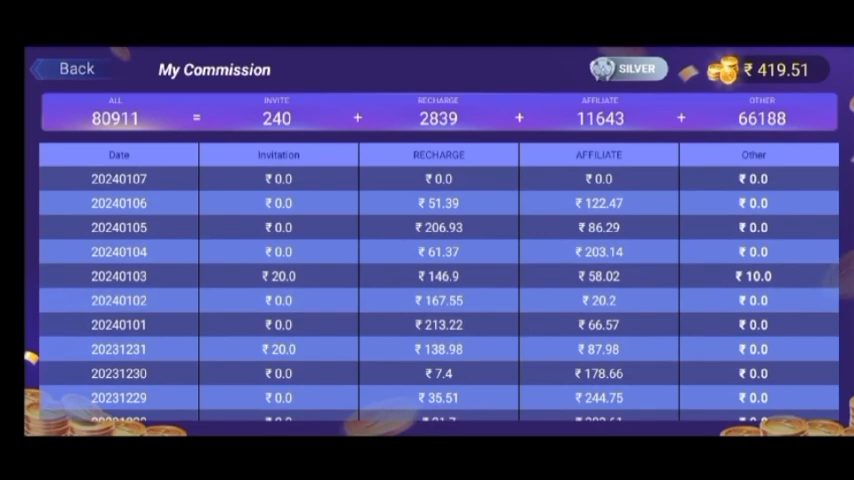 Back My Commission SILVER ₹ 419.51
ALL INVITE RECHARGE AFFILIATE OTHER
80911 = 240 + 2839 + 11643 + 66188
Date Invitation RECHARGE AFFILIATE Other
20240107 ₹ 0.0 ₹ 0.0 ₹ 0.0 ₹ 0.0
20240106 ₹ 0.0 ₹ 51.39 ₹ 122.47 ₹ 0.0
20240105 ₹ 0.0 ₹ 206.93 ₹ 86.29 ₹ 0.0
20240104 ₹ 0.0 ₹ 61.37 ₹ 203.14 ₹ 0.0
20240103 ₹ 20.0 ₹ 146.9 ₹ 58.02 ₹ 10.0
20240102 ₹ 0.0 ₹ 167.55 ₹ 20.2 ₹ 0.0
20240101 ₹ 0.0 ₹ 213.22 ₹ 66.57 ₹ 0.0
20231231 ₹ 20.0 ₹ 138.98 ₹ 87.98 ₹ 0.0
20231230 ₹ 0.0 ₹ 7.4 ₹ 178.66 ₹ 0.0
20231229 ₹ 0.0 ₹ 35.51 ₹ 244.75 ₹ 0.0